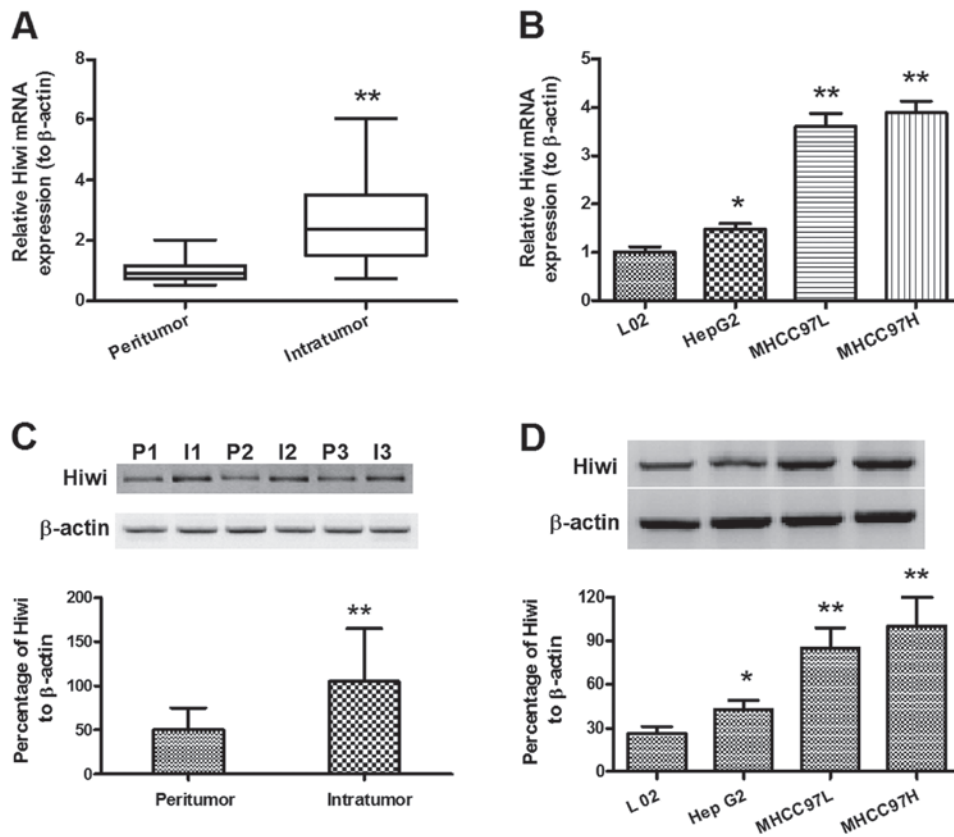 A
Relative Hiwi mRNA
expression (to β-actin)
8
6
4
2
0
**
Peritumor
Intratumor
B
Relative Hiwi mRNA
expression (to β-actin)
5
4
3
2
1
0
*
**
**
L02
HepG2
MHCC97L
MHCC97H
C
P1 I1 P2 I2 P3 I3
Hiwi
β-actin
Percentage of Hiwi
to β-actin
200
150
100
50
0
**
Peritumor
Intratumor
D
Hiwi
β-actin
Percentage of Hiwi
to β-actin
120
90
60
30
0
*
**
**
L 02
Hep G2
MHCC97L
MHCC97H